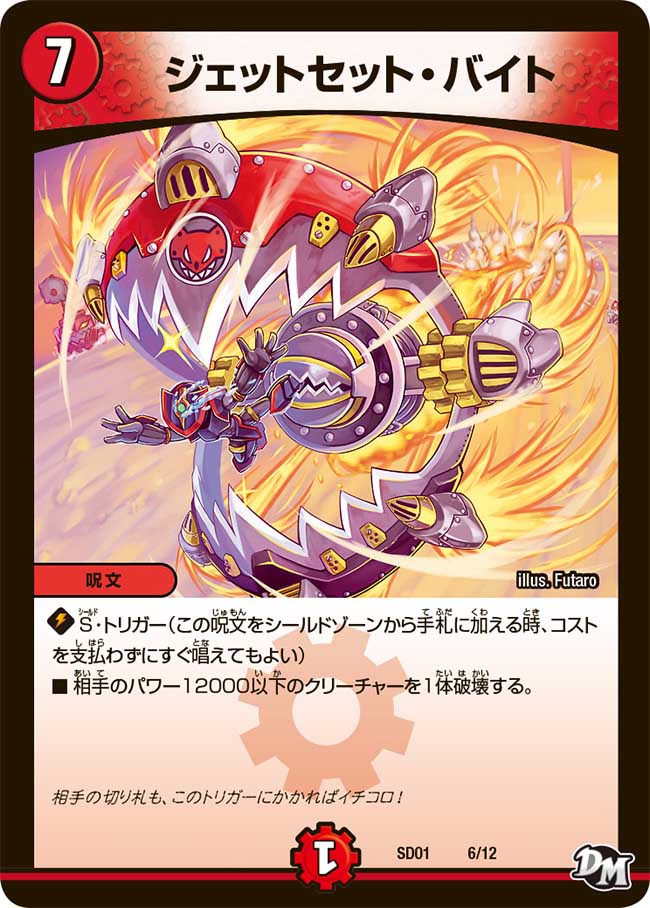 7
ジェットセット・バイト
呪文
illus. Futaro
S・トリガー(この呪文をシールドゾーンから手札に加える時、コスト
を支払わずにすぐ唱えてもよい)
■ 相手のパワー12000以下のクリーチャーを1体破壊する。
相手の切り札も、このトリガーにかかればイチコロ!
1
SD01 6/12
DM